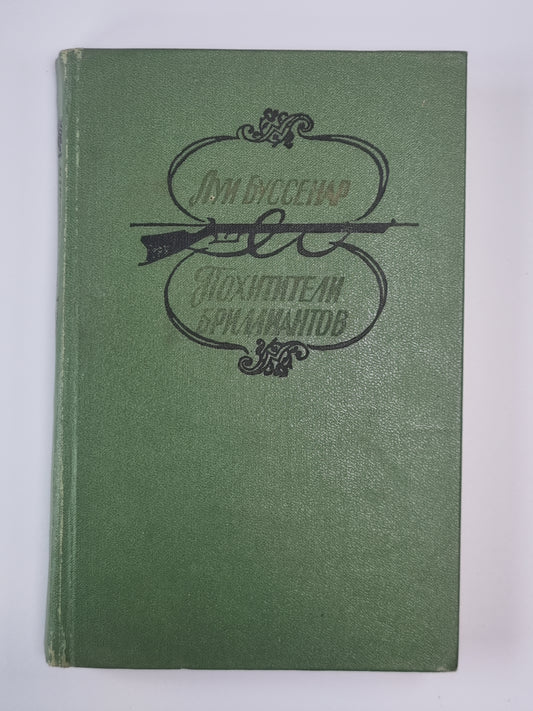 Луи Буссенар
Похитители
бриллиантов